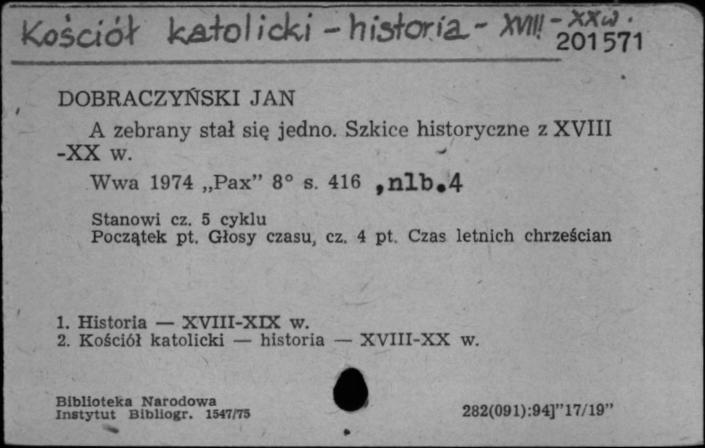 Kościół katolicki - historia - XVIII - XX w.
201571
DOBRACZYŃSKI JAN
A zebrany stał się jedno. Szkice historyczne z XVIII
-XX w.
Wwa 1974 „Pax” 8° s. 416 ,nlb.4
Stanowi cz. 5 cyklu
Początek pt. Głosy czasu, cz. 4 pt. Czas letnich chrześcian
1. Historia — XVIII-XIX w.
2. Kościół katolicki — historia — XVIII-XX w.
Biblioteka Narodowa
Instytut Bibliogr. 1547/75
282(091):94]”17/19”